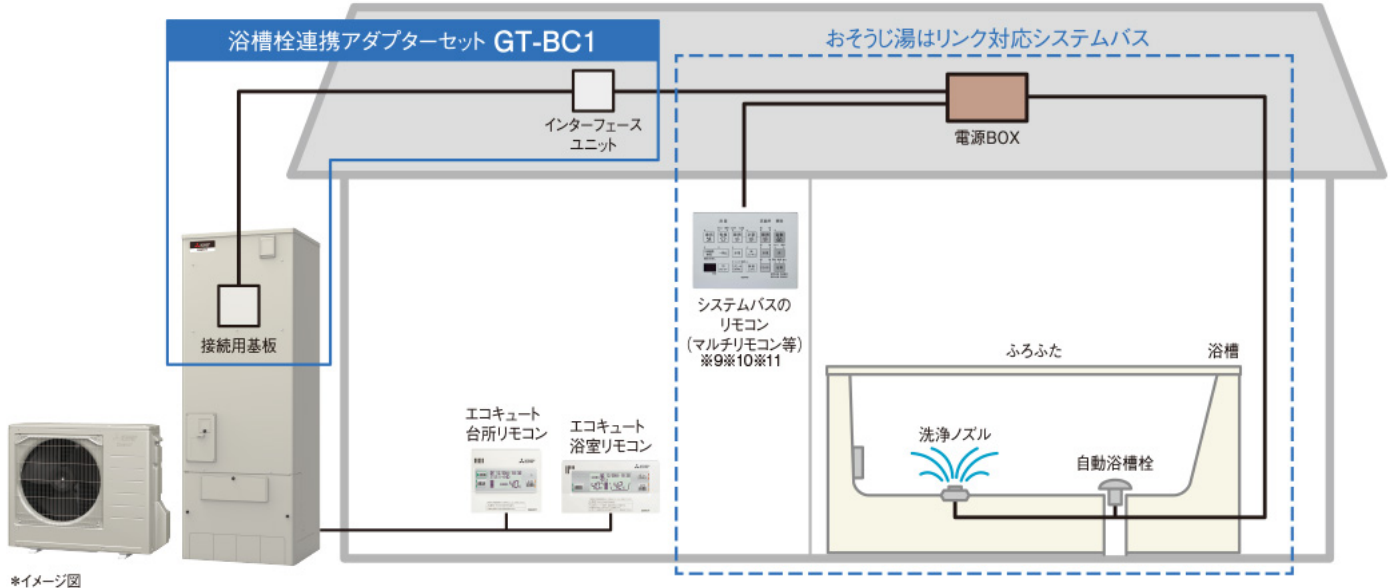 浴槽栓連携アダプターセット GT-BC1
おそうじ湯はリンク対応システムバス
インターフェース
ユニット
電源BOX
接続用基板
システムバスの
リモコン
(マルチリモコン等)
※9※10※11
ふろふた
浴槽
エコキュート
台所リモコン
エコキュート
浴室リモコン
洗浄ノズル
自動浴槽栓
*イメージ図